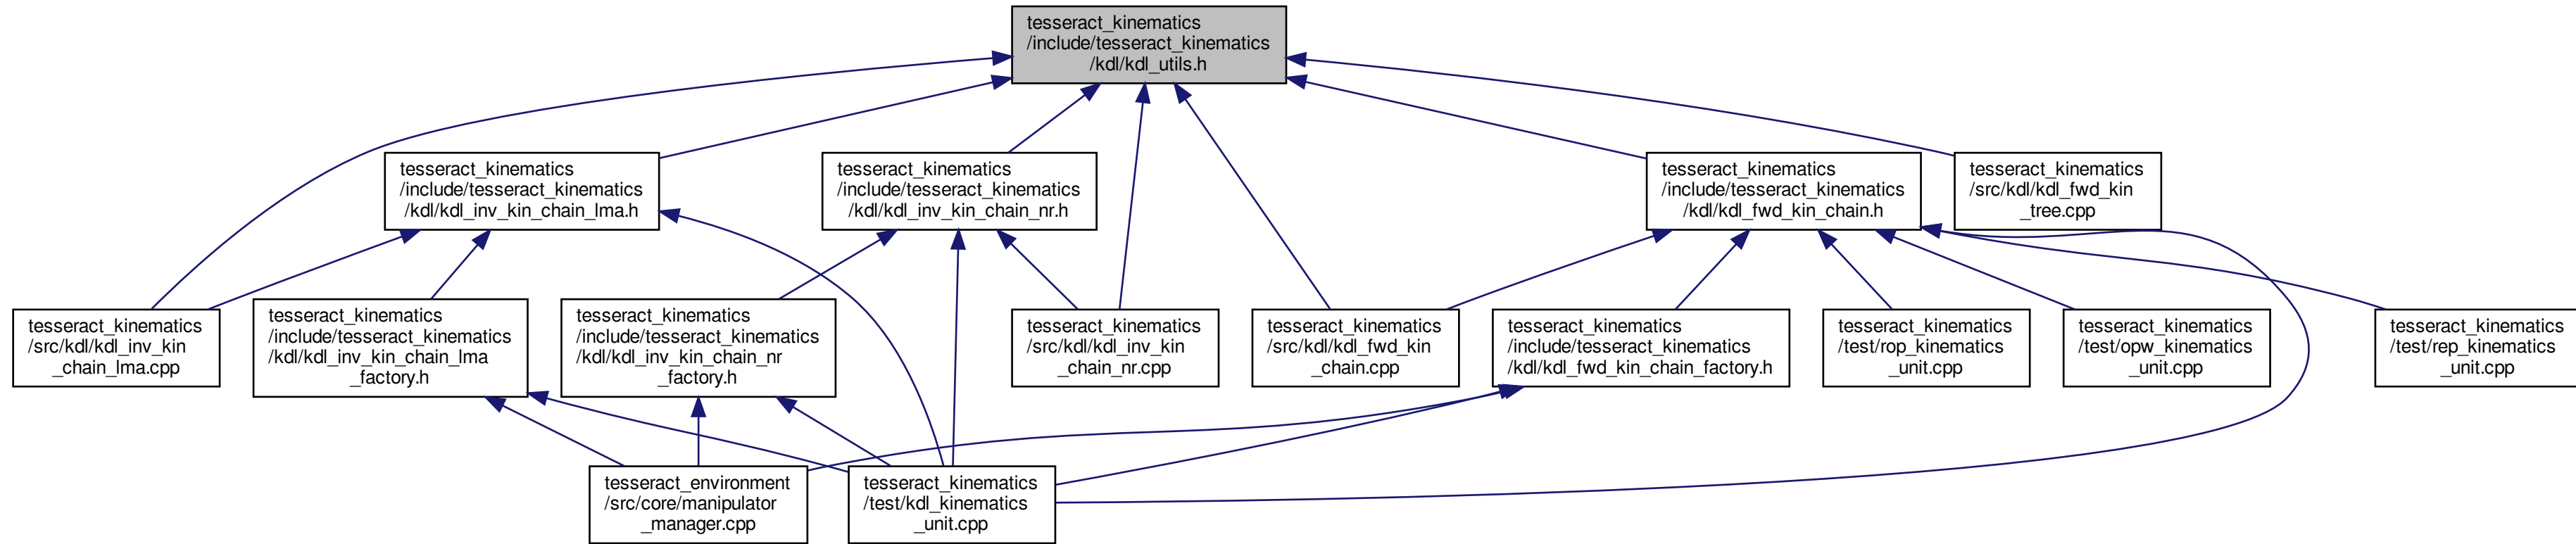 tesseract_kinematics
/include/tesseract_kinematics
/kdl/kdl_utils.h
tesseract_kinematics
/include/tesseract_kinematics
/kdl/kdl_inv_kin_chain_lma.h
tesseract_kinematics
/include/tesseract_kinematics
/kdl/kdl_inv_kin_chain_nr.h
tesseract_kinematics
/include/tesseract_kinematics
/kdl/kdl_fwd_kin_chain.h
tesseract_kinematics
/src/kdl/kdl_fwd_kin
_tree.cpp
tesseract_kinematics
/src/kdl/kdl_inv_kin
_chain_lma.cpp
tesseract_kinematics
/include/tesseract_kinematics
/kdl/kdl_inv_kin_chain_lma
_factory.h
tesseract_kinematics
/include/tesseract_kinematics
/kdl/kdl_inv_kin_chain_nr
_factory.h
tesseract_kinematics
/src/kdl/kdl_inv_kin
_chain_nr.cpp
tesseract_kinematics
/src/kdl/kdl_fwd_kin
_chain.cpp
tesseract_kinematics
/include/tesseract_kinematics
/kdl/kdl_fwd_kin_chain_factory.h
tesseract_kinematics
/test/rop_kinematics
_unit.cpp
tesseract_kinematics
/test/opw_kinematics
_unit.cpp
tesseract_kinematics
/test/rep_kinematics
_unit.cpp
tesseract_environment
/src/core/manipulator
_manager.cpp
tesseract_kinematics
/test/kdl_kinematics
_unit.cpp